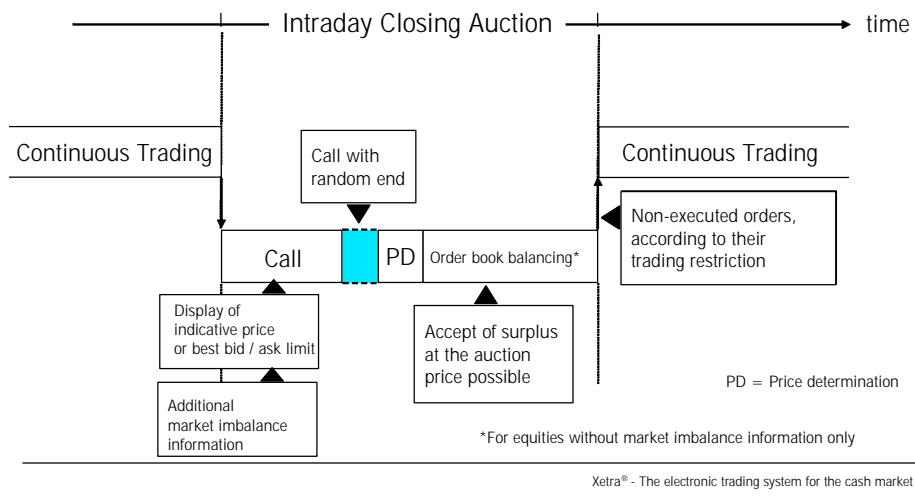 Intraday Closing Auction
time
Continuous Trading
Call with
random end
Continuous Trading
Call
PD
Order book balancing*
Non-executed orders,
according to their
trading restriction
Display of
indicative price
or best bid / ask limit
Accept of surplus
at the auction
price possible
Additional
market imbalance
information
PD = Price determination
*For equities without market imbalance information only
Xetra® - The electronic trading system for the cash market